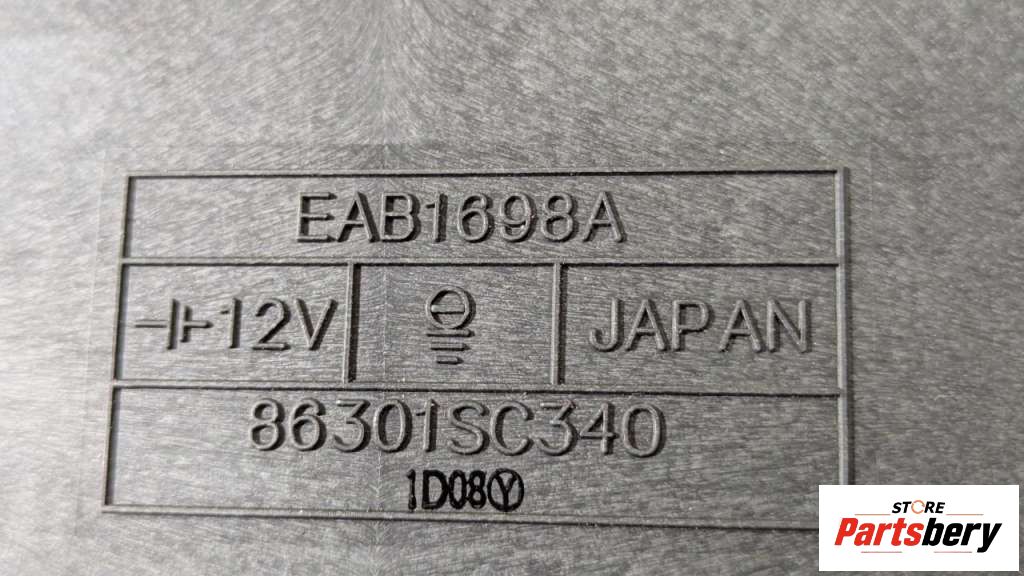 EAB1698A
12V
JAPAN
86301SC340
1D08Ⓨ
STORE
Partsbery